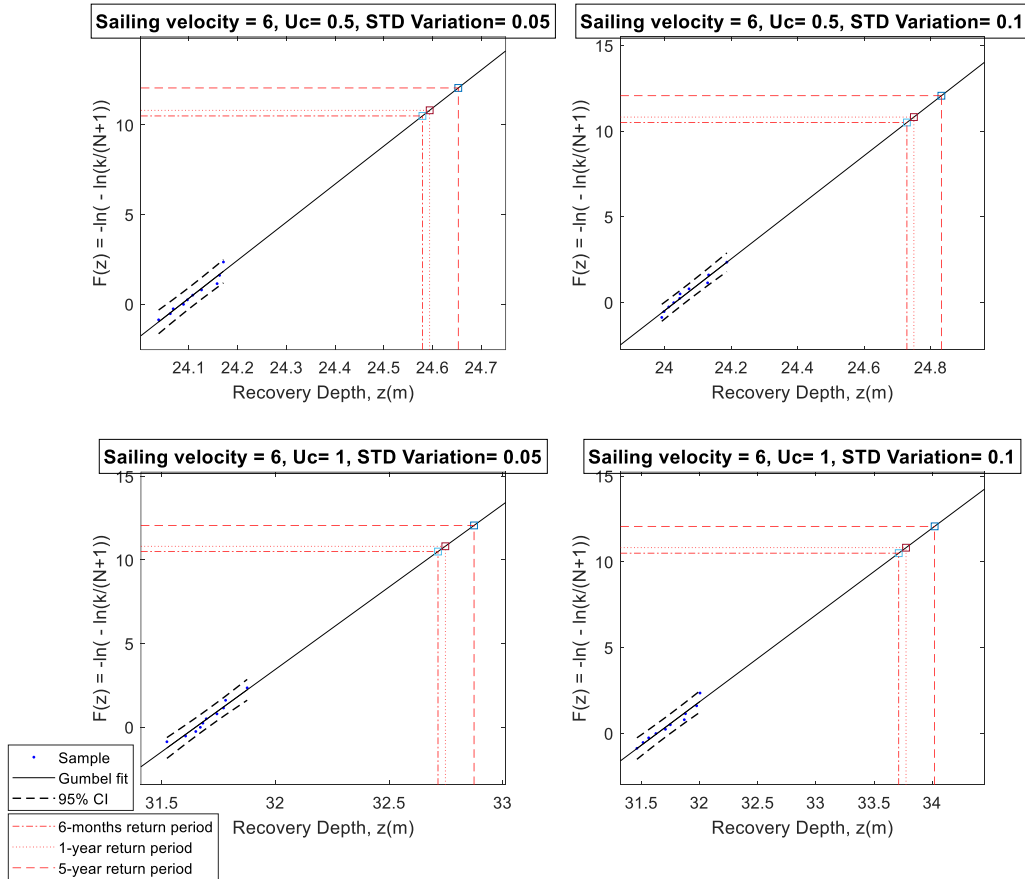 Sailing velocity = 6, Uc= 0.5, STD Variation= 0.05
10
5
0
F(z) = -ln( - ln(k/(N+1))
24.1 24.2 24.3 24.4 24.5 24.6 24.7
Recovery Depth, z(m)
Sailing velocity = 6, Uc= 0.5, STD Variation= 0.1
15
10
5
0
F(z) = -ln( - ln(k/(N+1))
24 24.2 24.4 24.6 24.8
Recovery Depth, z(m)
Sailing velocity = 6, Uc= 1, STD Variation= 0.05
15
10
5
0
F(z) = -ln( - ln(k/(N+1))
31.5 32 32.5 33
Recovery Depth, z(m)
Sailing velocity = 6, Uc= 1, STD Variation= 0.1
15
10
5
0
F(z) = -ln( - ln(k/(N+1))
31.5 32 32.5 33 33.5 34
Recovery Depth, z(m)
Sample
Gumbel fit
95% CI
6-months return period
1-year return period
5-year return period